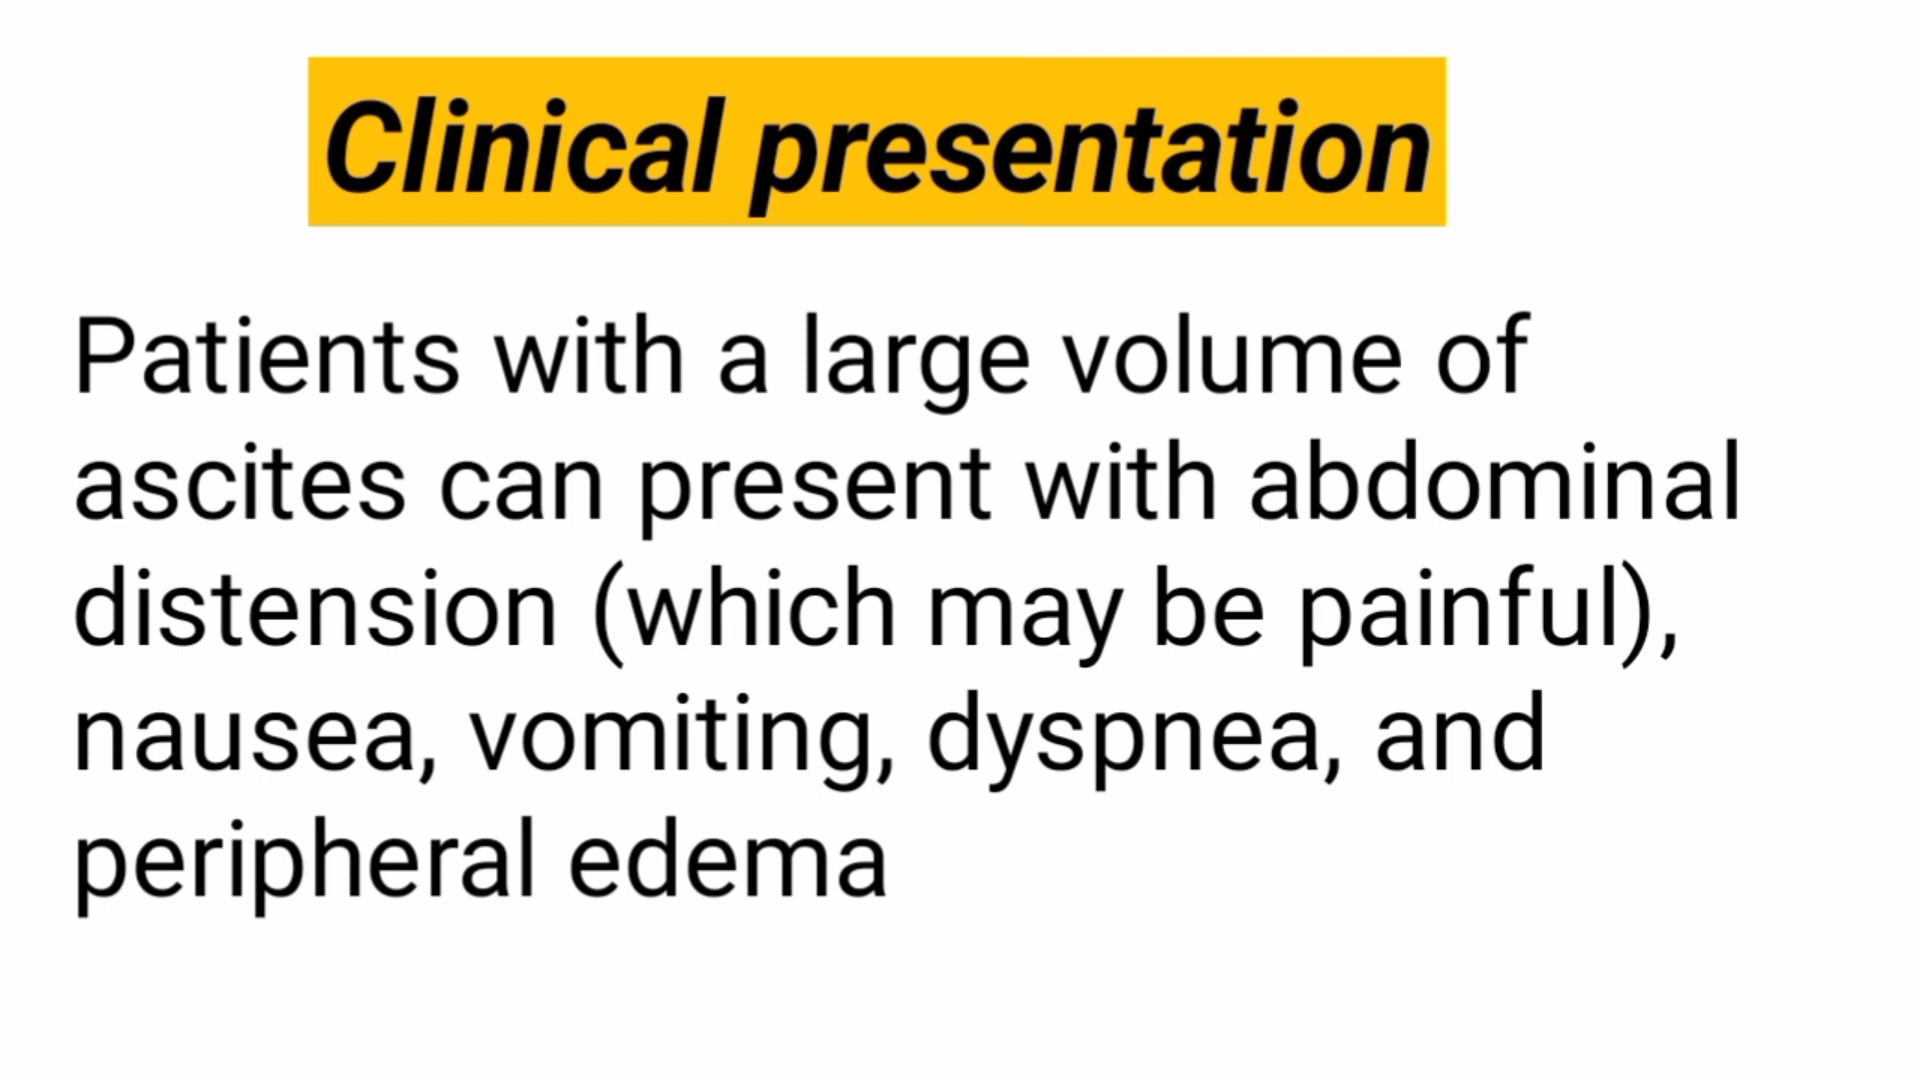 Clinical presentation
Patients with a large volume of
ascites can present with abdominal
distension (which may be painful),
nausea, vomiting, dyspnea, and
peripheral edema